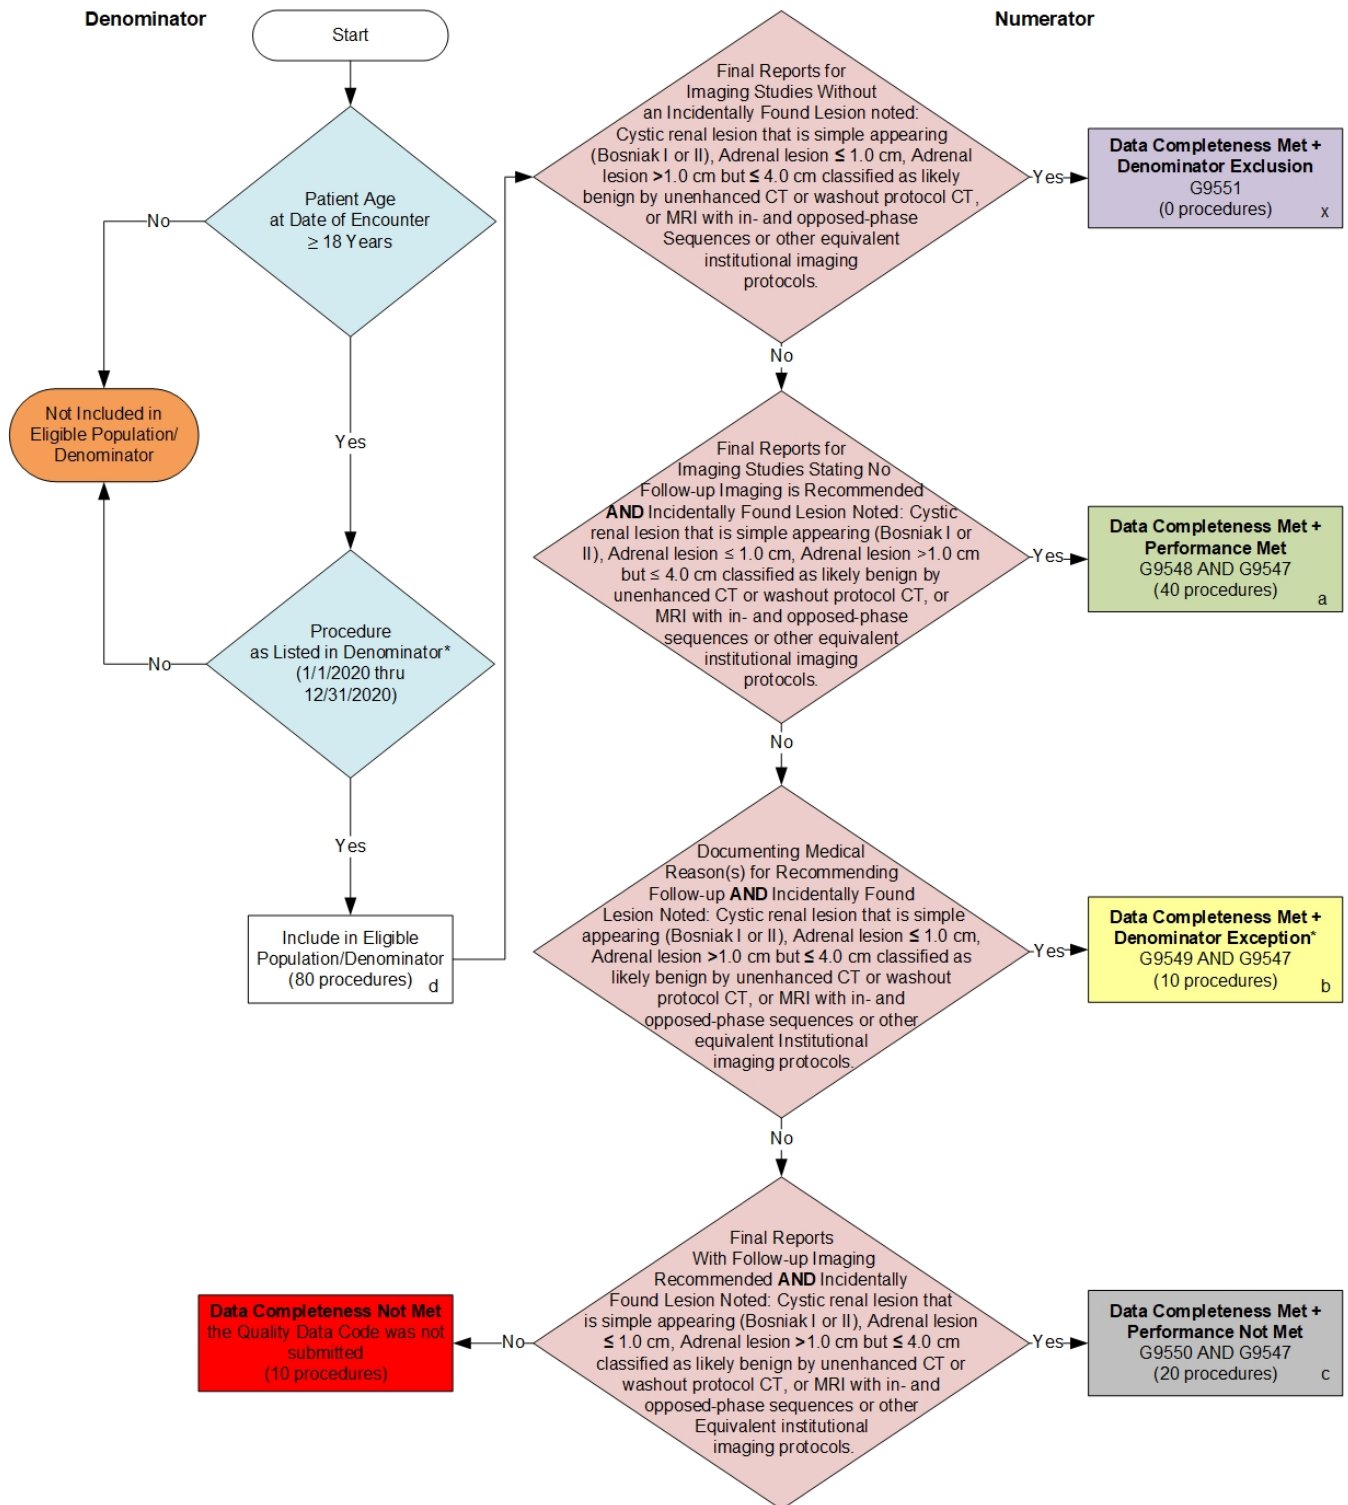 Denominator
Numerator
Start
Patient Age
at Date of Encounter
≥ 18 Years
No
Yes
Not Included in
Eligible Population/
Denominator
Procedure
as Listed in Denominator*
(1/1/2020 thru
12/31/2020)
No
Yes
Include in Eligible
Population/Denominator
(80 procedures)
d
Final Reports for
Imaging Studies Without
an Incidentally Found Lesion noted:
Cystic renal lesion that is simple appearing
(Bosniak I or II), Adrenal lesion ≤ 1.0 cm, Adrenal
lesion >1.0 cm but ≤ 4.0 cm classified as likely
benign by unenhanced CT or washout protocol CT,
or MRI with in- and opposed-phase
Sequences or other equivalent
institutional imaging
protocols.
Yes
Data Completeness Met +
Denominator Exclusion
G9551
(0 procedures)
x
No
Final Reports for
Imaging Studies Stating No
Follow-up Imaging is Recommended
AND Incidentally Found Lesion Noted: Cystic
renal lesion that is simple appearing (Bosniak I or
II), Adrenal lesion ≤ 1.0 cm, Adrenal lesion >1.0 cm
but ≤ 4.0 cm classified as likely benign by
unenhanced CT or washout protocol CT, or
MRI with in- and opposed-phase
sequences or other equivalent
institutional imaging
protocols.
Yes
Data Completeness Met +
Performance Met
G9548 AND G9547
(40 procedures)
a
No
Documenting Medical
Reason(s) for Recommending
Follow-up AND Incidentally Found
Lesion Noted: Cystic renal lesion that is simple
appearing (Bosniak I or II), Adrenal lesion ≤ 1.0 cm,
Adrenal lesion >1.0 cm but ≤ 4.0 cm classified as
likely benign by unenhanced CT or washout
protocol CT, or MRI with in- and
opposed-phase sequences or other
equivalent Institutional
imaging protocols.
Yes
Data Completeness Met +
Denominator Exception*
G9549 AND G9547
(10 procedures)
b
No
Final Reports
With Follow-up Imaging
Recommended AND Incidentally
Found Lesion Noted: Cystic renal lesion that
is simple appearing (Bosniak I or II), Adrenal lesion
≤ 1.0 cm, Adrenal lesion >1.0 cm but ≤ 4.0 cm
classified as likely benign by unenhanced CT or
washout protocol CT, or MRI with in- and
opposed-phase sequences or other
Equivalent institutional
imaging protocols.
Yes
Data Completeness Met +
Performance Not Met
G9550 AND G9547
(20 procedures)
c
No
Data Completeness Not Met
the Quality Data Code was not
submitted
(10 procedures)